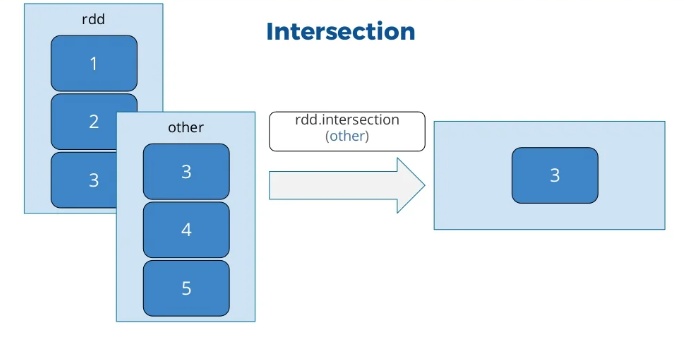 Intersection
rdd
1
2
3
other
3
4
5
rdd.intersection
(other)
3